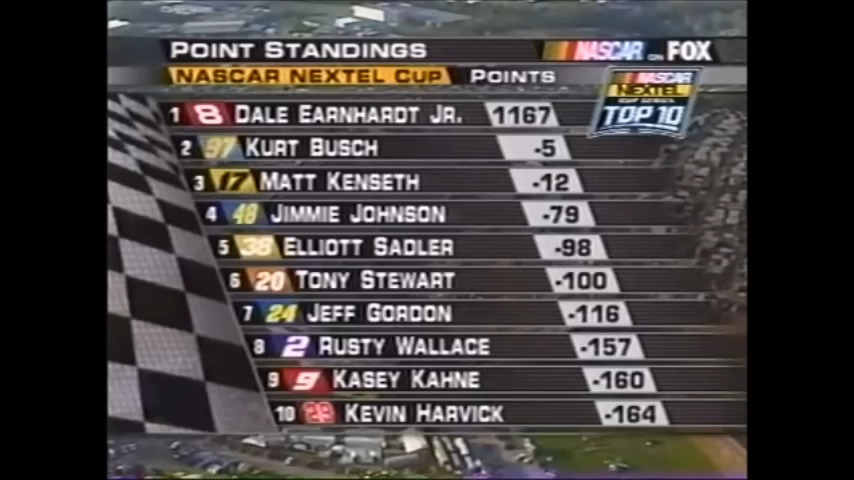 POINT STANDINGS NASCAR ON FOX
NASCAR NEXTEL CUP POINTS NASCAR
NEXTEL
CUP SERIES
TOP 10
1 8 DALE EARNHARDT JR. 1167
2 97 KURT BUSCH -5
3 17 MATT KENSETH -12
4 48 JIMMIE JOHNSON -79
5 38 ELLIOTT SADLER -98
6 20 TONY STEWART -100
7 24 JEFF GORDON -116
8 2 RUSTY WALLACE -157
9 9 KASEY KAHNE -160
10 29 KEVIN HARVICK -164